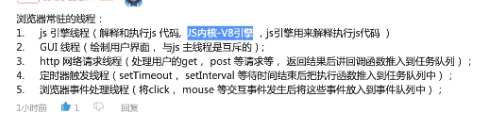 浏览器常驻的线程：
1. js 引擎线程（解释和执行js 代码, JS内核-V8引擎 ，js引擎用来解释执行js代码 ）
2. GUI 线程（绘制用户界面 、与js 主线程是互斥的）;
3. http 网络请求线程（处理用户的get 、post 等请求等 、返回结果后讲回调函数推入到任务队列）;
4. 定时器触发线程（setTimeout 、setInterval 等待时间结束后把执行函数推入到任务队列中）;
5. 浏览器事件处理线程（将click 、mouse 等交互事件发生后将这些事件放入到事件队列中）;
1小时前 1 回复